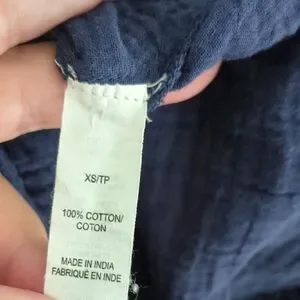 XS/TP
100% COTTON/
COTON
MADE IN INDIA
FABRIQUÉ EN INDE